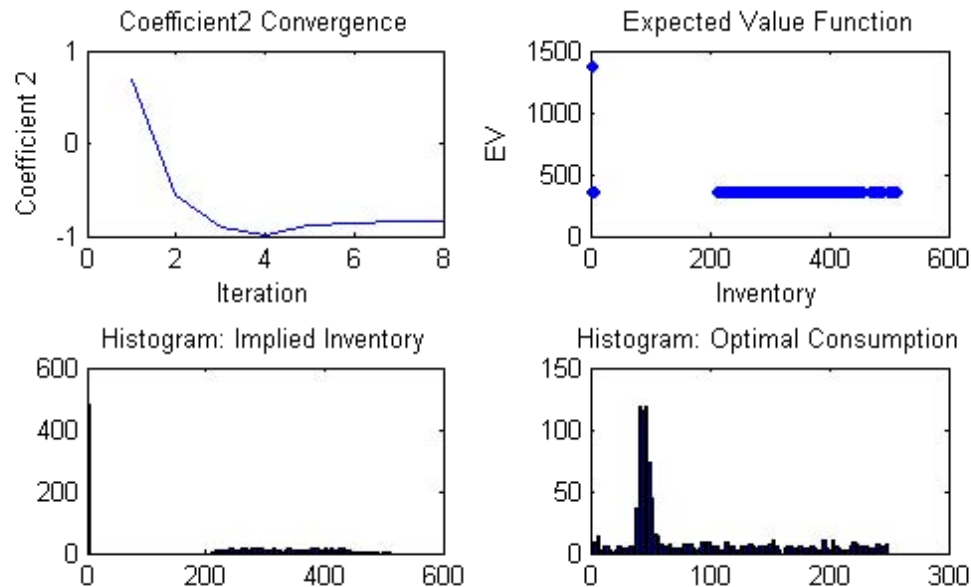 Coefficient2 Convergence
Coefficient 2
1
0
-1
0 2 4 6 8
Iteration
Expected Value Function
EV
1500
1000
500
0
0 200 400 600
Inventory
Histogram: Implied Inventory
600
400
200
0
0 200 400 600
Histogram: Optimal Consumption
150
100
50
0
0 100 200 300